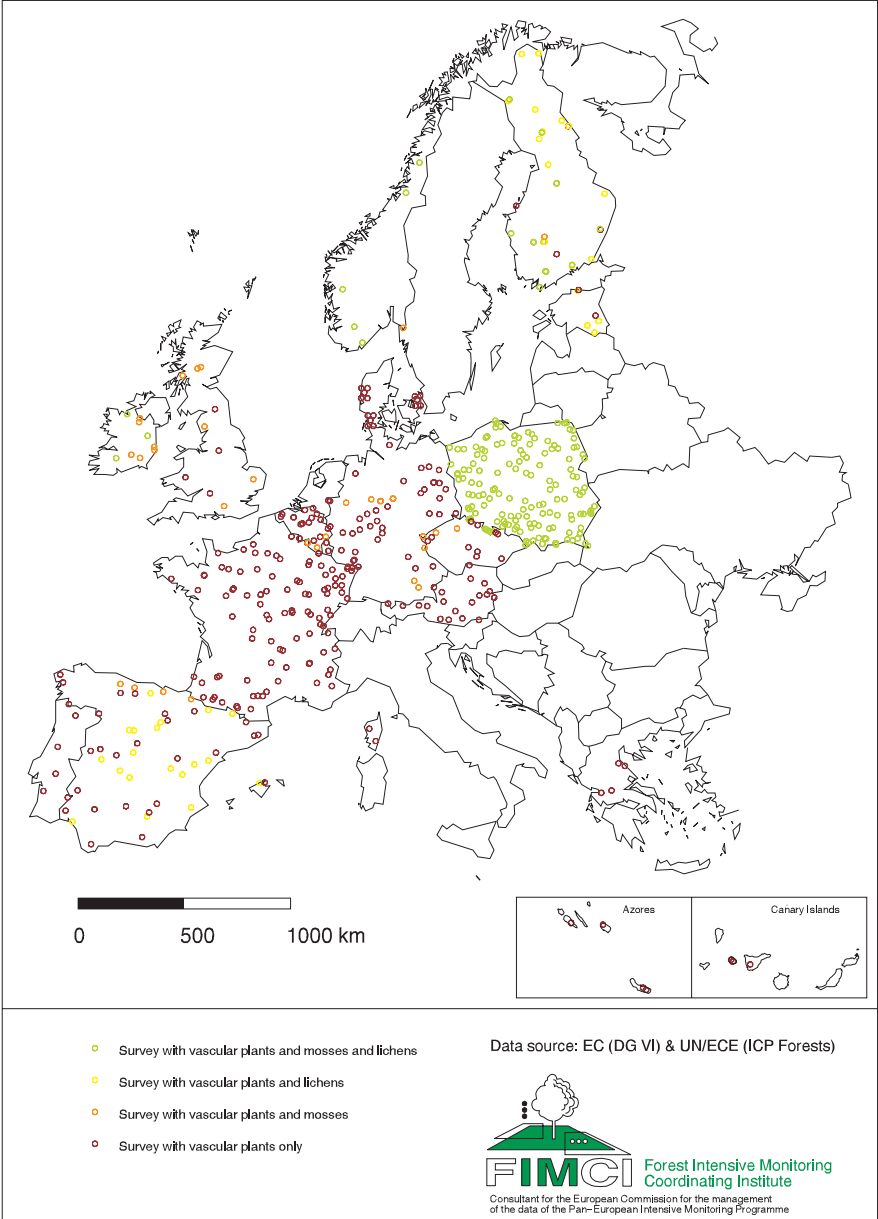 Azores
Canary Islands
0 500 1000 km
Survey with vascular plants and mosses and lichens
Survey with vascular plants and lichens
Survey with vascular plants and mosses
Survey with vascular plants only
Data source: EC (DG VI) & UN/ECE (ICP Forests)
FIMCI
Forest Intensive Monitoring
Coordinating Institute
Consultant for the European Commission for the management
of the data of the Pan-European Intensive Monitoring Programme